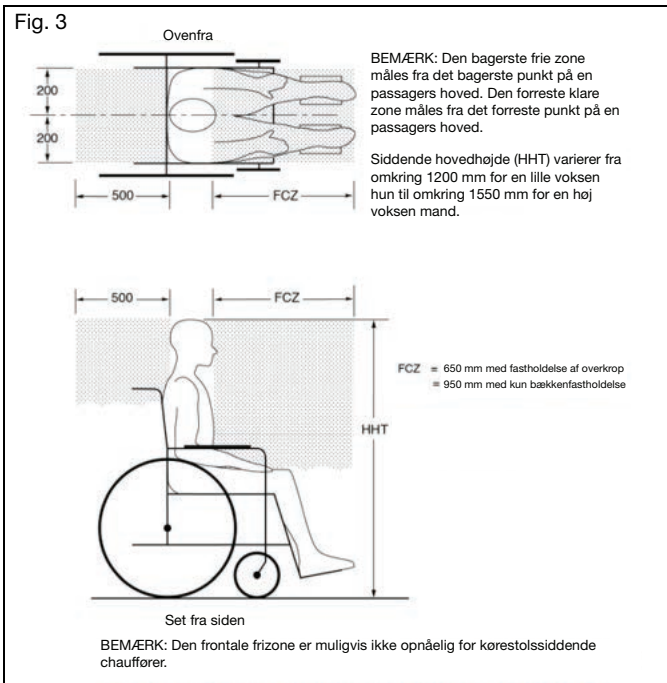 Fig. 3
Ovenfra
200
200
500
FCZ
BEMÆRK: Den bagerste frie zone
måles fra det bagerste punkt på en
passagers hoved. Den forreste klare
zone måles fra det forreste punkt på en
passagers hoved.
Siddende hovedhøjde (HHT) varierer fra
omkring 1200 mm for en lille voksen
hun til omkring 1550 mm for en høj
voksen mand.
500
FCZ
FCZ = 650 mm med fastholdelse af overkrop
= 950 mm med kun bækkenfastholdelse
HHT
Set fra siden
BEMÆRK: Den frontale frizone er muligvis ikke opnåelig for kørestolssiddende
chauffører.